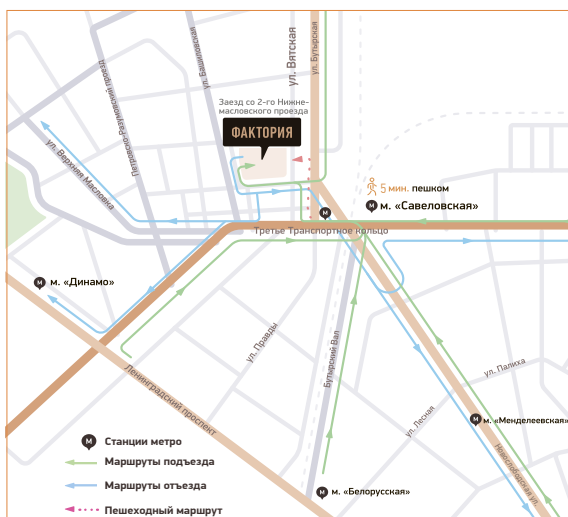 ул. Башиловская
ул. Вятская
ул. Бутырская
Петровско-Разумовский проезд
Заезд со 2-го Нижне-
масловского проезда
ФАКТОРИЯ
ул. Верхняя Масловка
5 мин. пешком
М м. «Савеловская»
М
Третье Транспортное кольцо
М м. «Динамо»
ул. Правды
Бутырский Вал
Ленинградский проспект
ул. Палиха
ул. Лесная
М м. «Менделеевская»
Новослободская ул.
М Станции метро
Маршруты подъезда
Маршруты отъезда
М м. «Белорусская»
Пешеходный маршрут